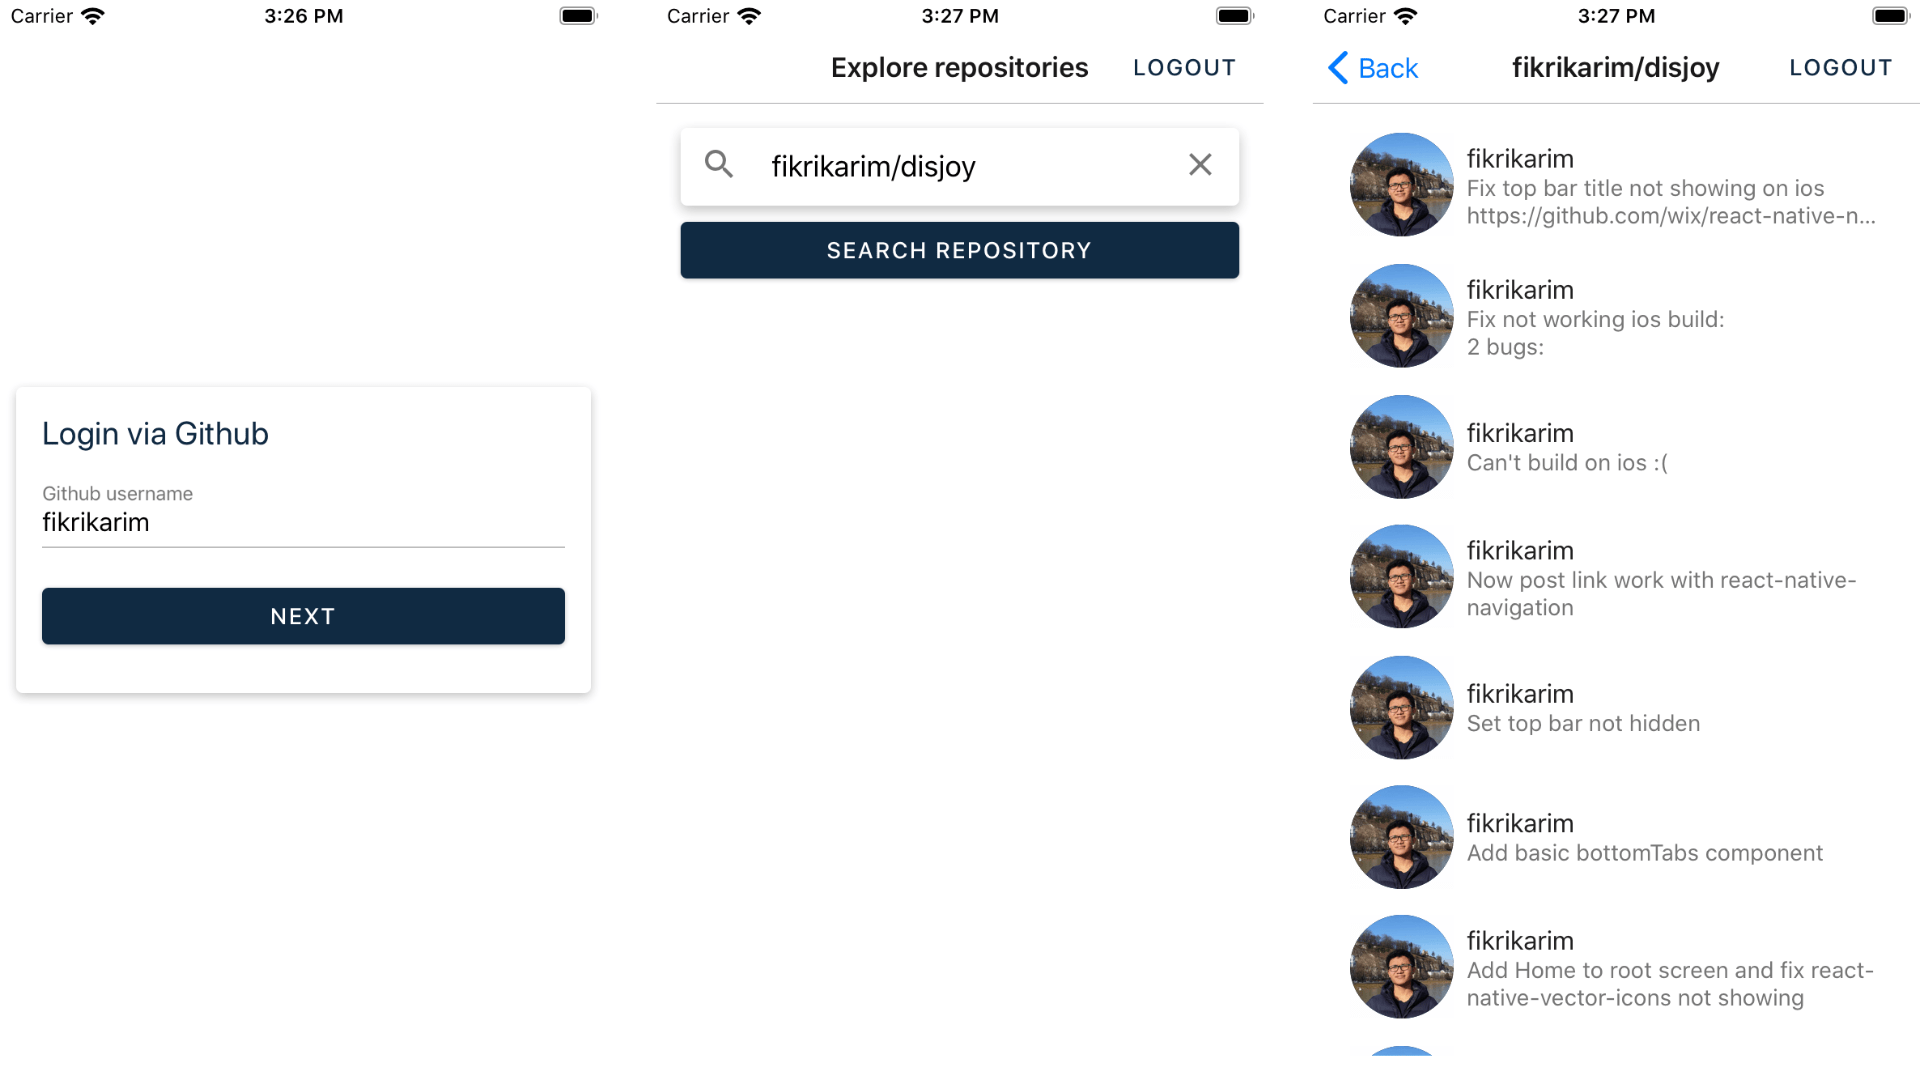 Carrier 3:26 PM
Login via Github
Github username
fikrikarim
NEXT
Carrier 3:27 PM
Explore repositories LOGOUT
fikrikarim/disjoy
SEARCH REPOSITORY
Carrier 3:27 PM
Back fikrikarim/disjoy LOGOUT
fikrikarim
Fix top bar title not showing on ios
https://github.com/wix/react-native-n...
fikrikarim
Fix not working ios build:
2 bugs:
fikrikarim
Can't build on ios :(
fikrikarim
Now post link work with react-native-
navigation
fikrikarim
Set top bar not hidden
fikrikarim
Add basic bottomTabs component
fikrikarim
Add Home to root screen and fix react-
native-vector-icons not showing